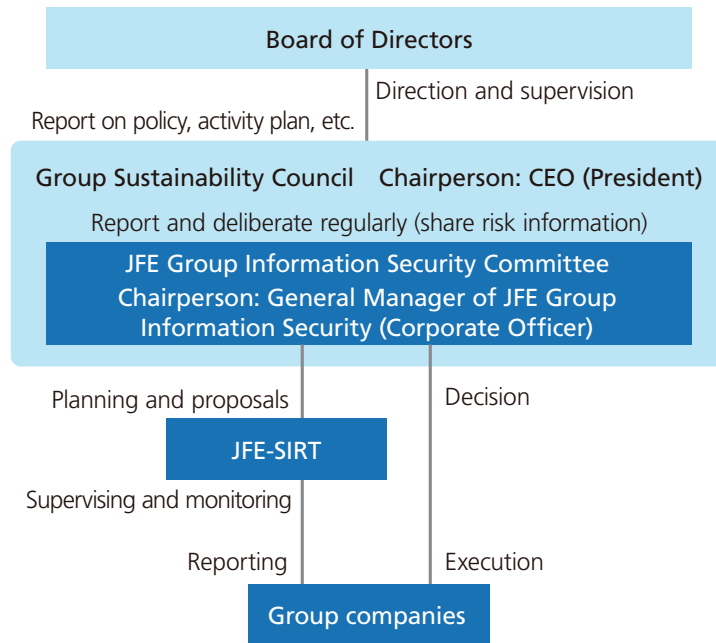 Board of Directors
Direction and supervision
Report on policy, activity plan, etc.
Group Sustainability Council Chairperson: CEO (President)
Report and deliberate regularly (share risk information)
JFE Group Information Security Committee
Chairperson: General Manager of JFE Group
Information Security (Corporate Officer)
Planning and proposals
Decision
JFE-SIRT
Supervising and monitoring
Reporting
Execution
Group companies